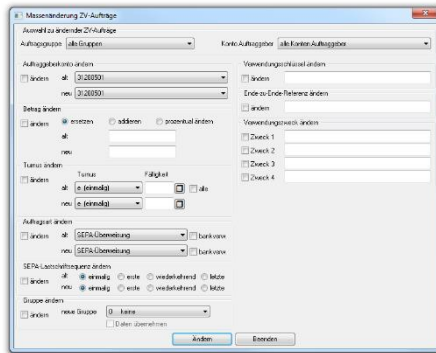 Massenänderung ZV-Aufträge
Auswahl zu ändernder ZV-Aufträge
Auftragsgruppe alle Gruppen Konto Auftraggeber alle Konten Auftraggeber
Auftraggeberkonto ändern
ändern alt 31280501
neu 31280501
Betrag ändern
ändern ersetzen addieren prozentual ändern
alt
neu
Turnus ändern
Turnus Fälligkeit
ändern alt e (einmalig) alle
neu e (einmalig)
Auftragsart ändern
ändern alt SEPA-Überweisung bankverw
neu SEPA-Überweisung bankverw
SEPA-Lastschriftsequenz ändern
ändern alt einmalig erste wiederkehrend letzte
neu einmalig erste wiederkehrend letzte
Gruppe ändern
ändern neue Gruppe 0 keine
Daten übernehmen
Verwendungsschlüssel ändern
ändern
Ende-zu-Ende-Referenz ändern
ändern
Verwendungszweck ändern
Zweck 1
Zweck 2
Zweck 3
Zweck 4
Ändern Beenden